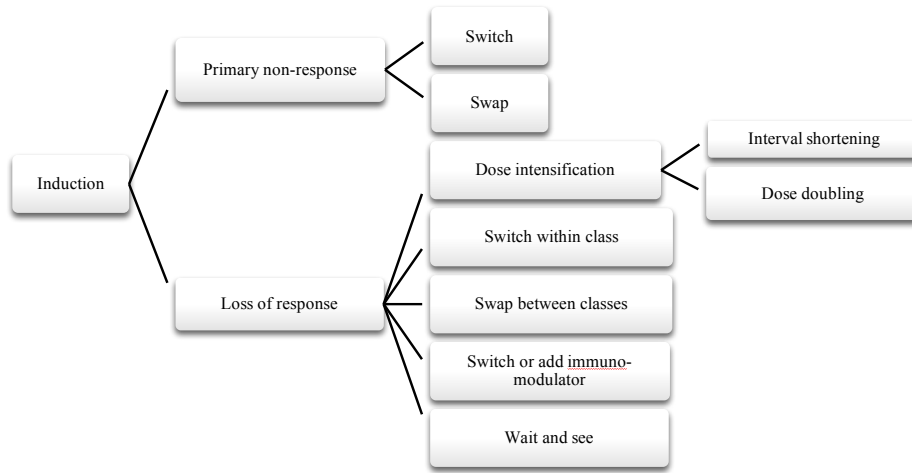 Induction
Primary non-response
Switch
Swap
Loss of response
Dose intensification
Interval shortening
Dose doubling
Switch within class
Swap between classes
Switch or add immuno-
modulator
Wait and see